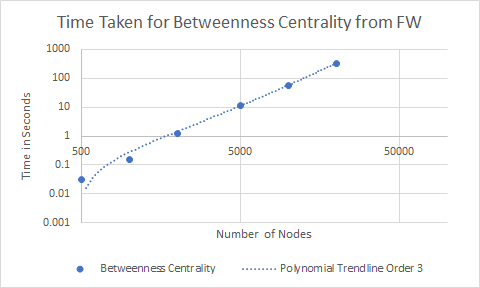 Time Taken for Betweenness Centrality from FW
1000
100
10
1
500 5000 50000
0.1
0.01
0.001
Time in Seconds
Number of Nodes
Betweenness Centrality Polynomial Trendline Order 3